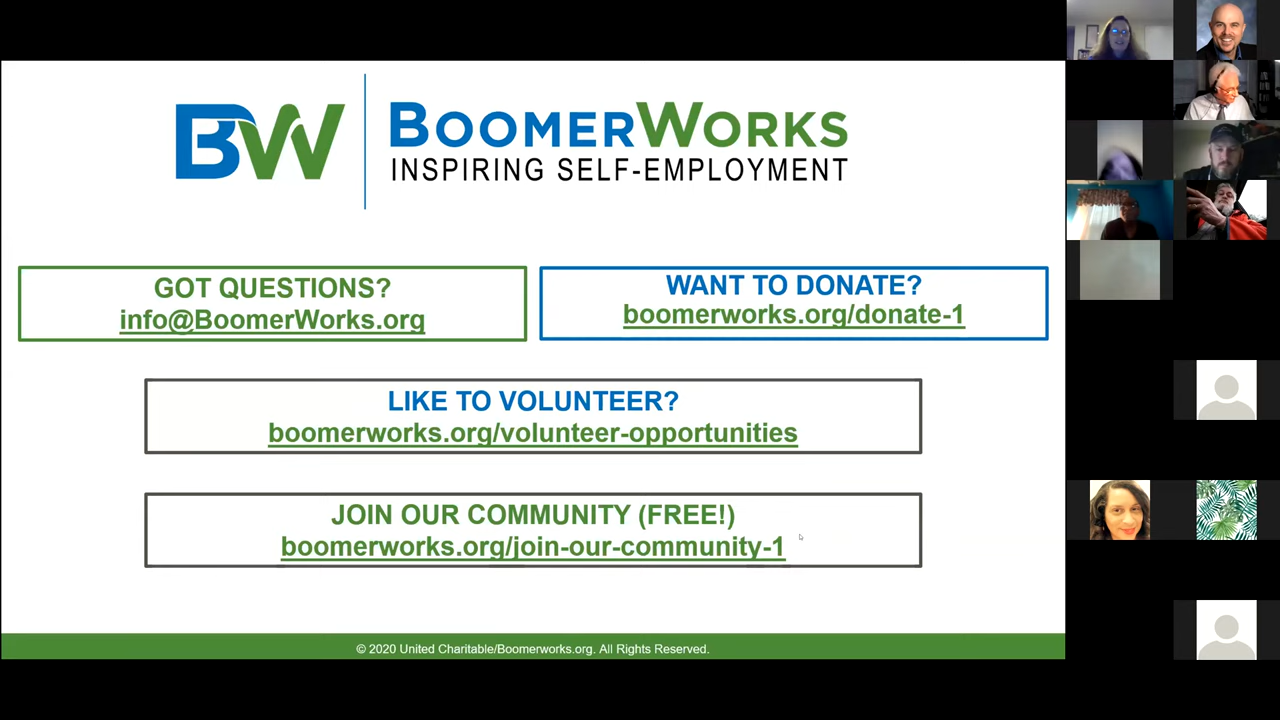 BW
BOOMERWORKS
INSPIRING SELF-EMPLOYMENT
GOT QUESTIONS?
info@BoomerWorks.org
WANT TO DONATE?
boomerworks.org/donate-1
LIKE TO VOLUNTEER?
boomerworks.org/volunteer-opportunities
JOIN OUR COMMUNITY (FREE!)
boomerworks.org/join-our-community-1
© 2020 United Charitable/Boomerworks.org. All Rights Reserved.